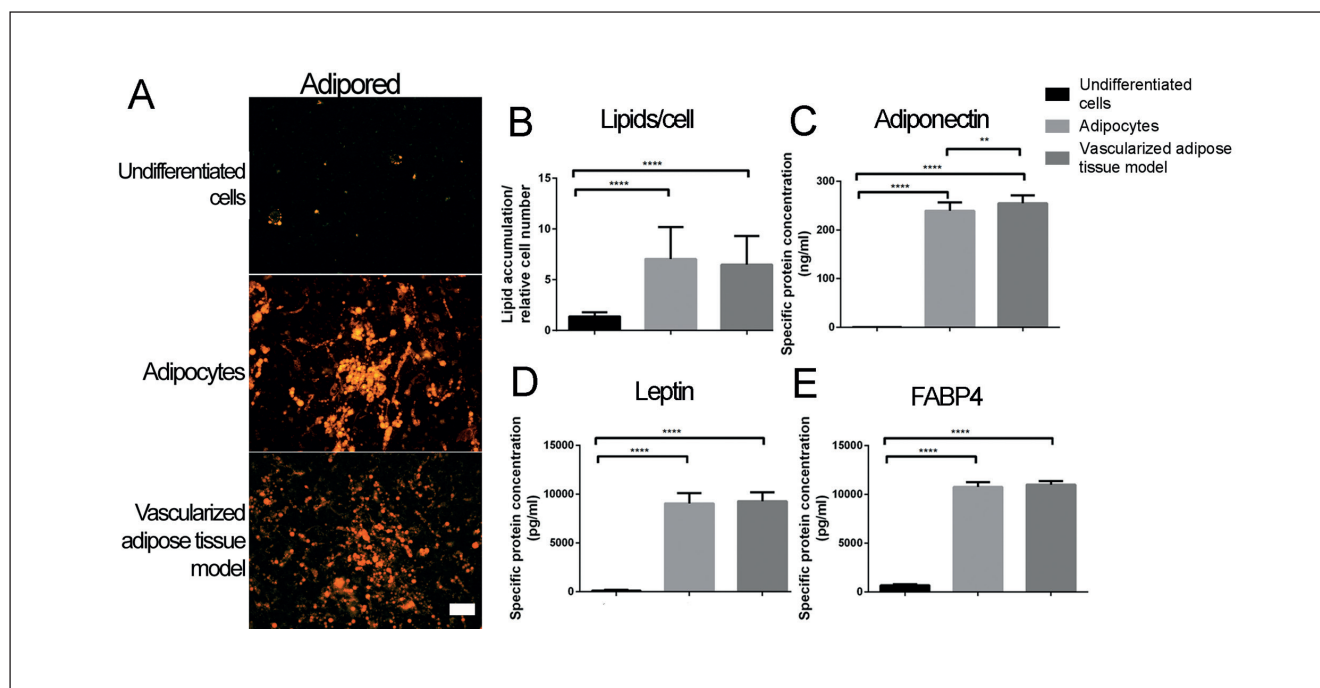 A
Adipored
Undifferentiated
cells
Adipocytes
Vascularized
adipose tissue
model
B
Lipids/cell
****
****
Lipid accumulation/
relative cell number
15
10
5
0
C
Adiponectin
**
****
****
Specific protein concentration
(ng/ml)
300
200
100
0
Undifferentiated
cells
Adipocytes
Vascularized adipose
tissue model
D
Leptin
****
****
Specific protein concentration
(pg/ml)
15000
10000
5000
0
E
FABP4
****
****
Specific protein concentration
(pg/ml)
15000
10000
5000
0